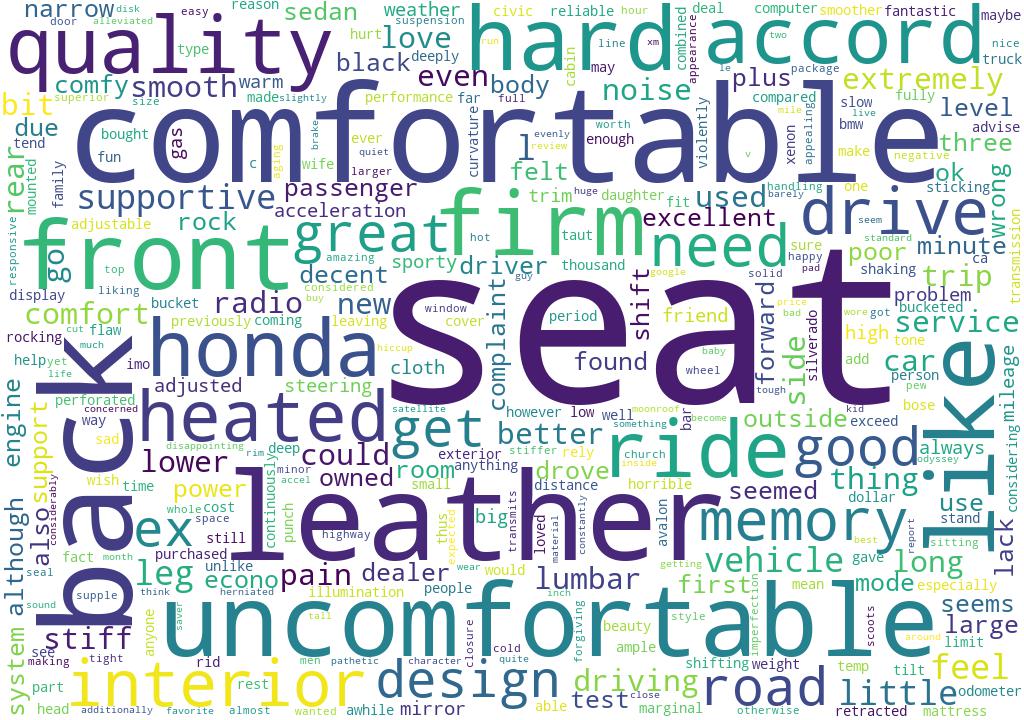 narrow
disk
alleviated
easy
reason
sedan
weather
civic
reliable
hour
deal
computer
smoother
fantastic
maybe
door
quality
hurt
love
suspension
hard
run
line
xm
combined
appearance
accord
two
nice
truck
type
black
deeply
cabin
may
le
package
comfy
smooth
warm
even
body
noise
plus
extremely
bit
superior
size
made
slightly
performance
far
full
compared
slow
fully
level
due
tend
bought
fun
gas
comfortable
brake
ever
quiet
larger
curvature
evenly
review
worth
enough
violently
mile
xenon
appealing
live
bmw
make
negative
advise
three
rear
mounted
family
c
aging
wife
l
felt
v
ok
supportive
passenger
trim
huge
daughter
fit
used
handling
barely
drive
one
sticking
wrong
responsive
adjustable
rock
acceleration
great
firm
taut
excellent
need
seem
minute
transmission
front
go
top
liking
amazing
sporty
hot
driver
guy
thousand
sure
happy
pad
standard
poor
shaking
ca
trip
display
bucket
decent
considered
buy
google
solid
problem
comfort
radio
new
window
seat
complaint
period
shift
friend
forward
price
bad
silverado
wore
got
bucketed
service
rocking
cut
flaw
previously
coming
leaving
cover
high
tone
help
yet
much
life
imo
honda
hiccup
cloth
found
baby
wheel
tough
side
add
car
person
pew
mileage
back
perforated
adjusted
steering
concerned
way
heated
satellite
however
low
well
moonroof
become
bar
kid
outside
exceed
bose
like
engine
support
sad
disappointing
rim
deep
get
better
stiffer
something
church
rely
ride
good
always
odyssey
considering
also
considerably
wish
time
lower
minor
accel
could
exterior
anything
inside
thing
power
continuously
owned
room
drove
horrible
seemed
dollar
use
sitting
although
whole
cost
space
punch
small
distance
ex
still
highway
leather
big
thus
expected
transmits
loved
material
constantly
avalon
memory
best
report
stand
lack
fact
month
purchased
seal
leg
unlike
econo
herniated
pain
dealer
wear
would
lumbar
getting
vehicle
gave
long
supple
think
illumination
people
inch
first
mean
mode
especially
system
sound
stiff
anyone
saver
tall
uncomfortable
forgiving
beauty
style
imperfection
scoots
around
seems
large
see
making
tight
rid
men
pathetic
character
closure
cold
quite
ample
shifting
weight
temp
tilt
limit
feel
part
interior
rest
design
driving
road
little
odometer
head
additionally
favorite
almost
wanted
awhile
mirror
able
test
close
marginal
otherwise
retracted
mattress